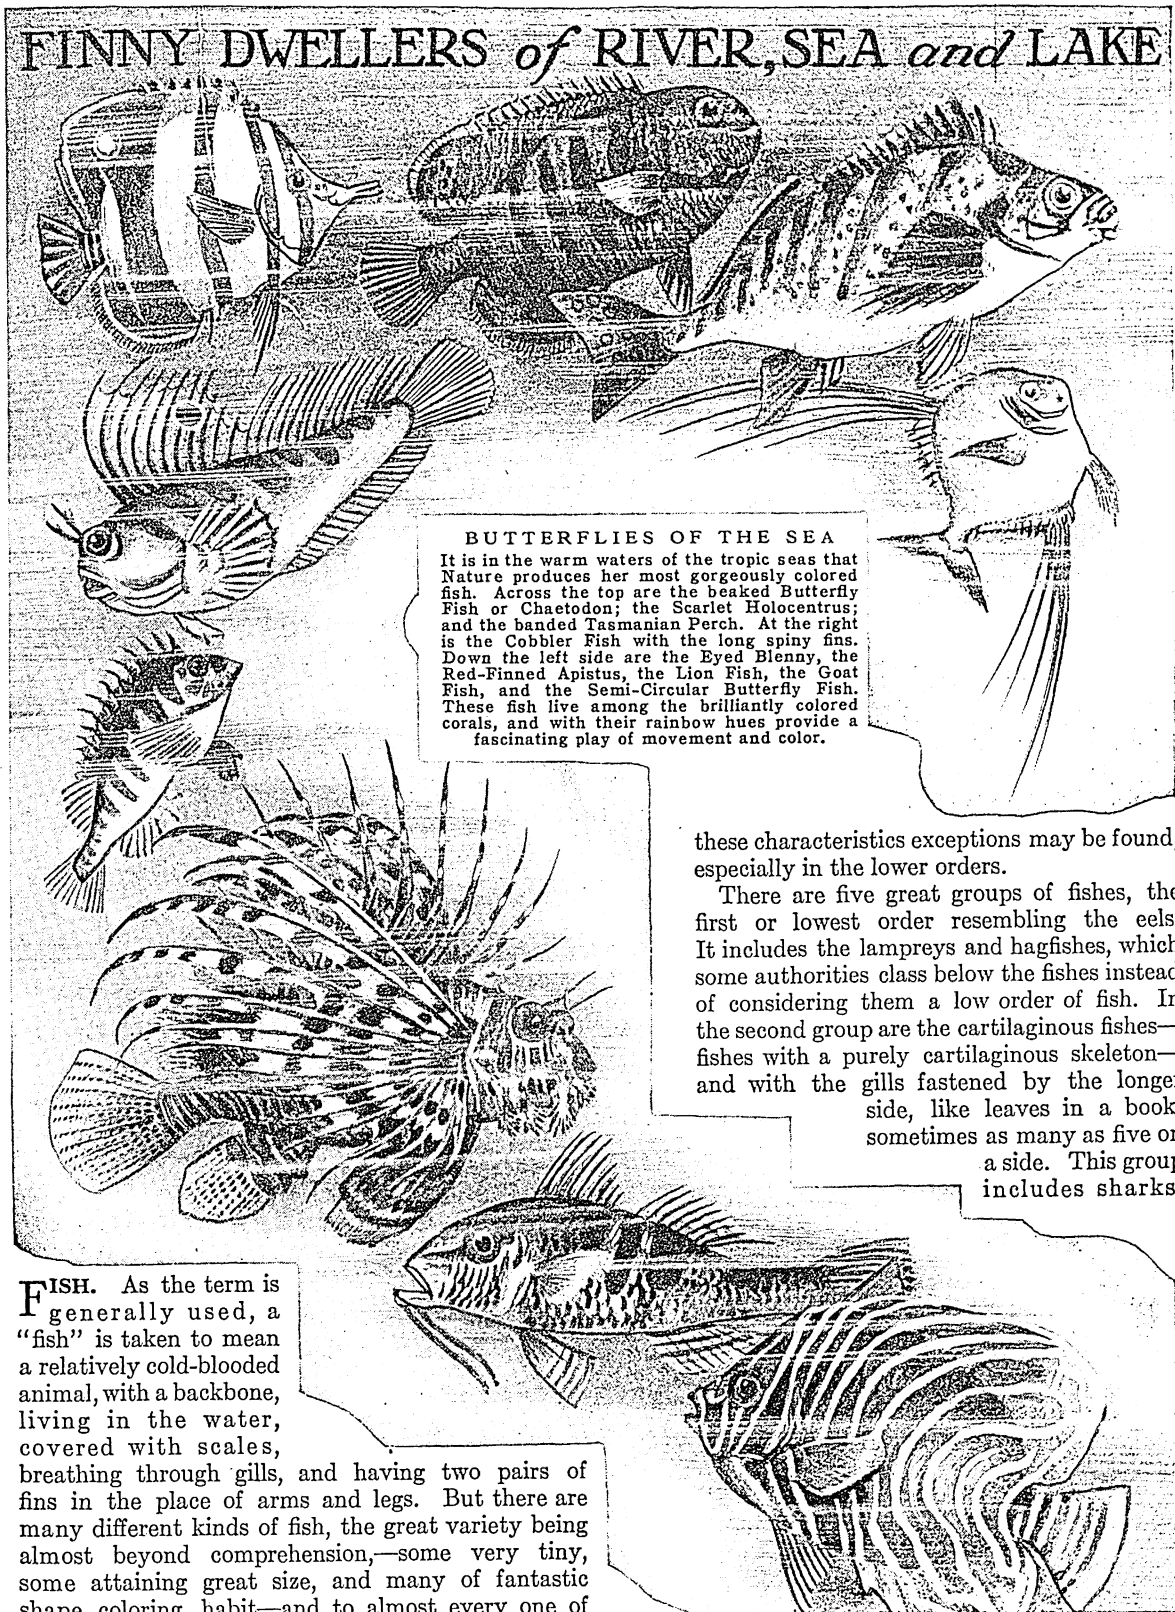 FINNY DWELLERS of RIVER, SEA and LAKE
BUTTERFLIES OF THE SEA
It is in the warm waters of the tropic seas that
Nature produces her most gorgeously colored
fish. Across the top are the beaked Butterfly
Fish or Chaetodon; the Scarlet Holocentrus;
and the banded Tasmanian Perch. At the right
is the Cobbler Fish with the long spiny fins.
Down the left side are the Eyed Blenny, the
Red-Finned Apistus, the Lion Fish, the Goat
Fish, and the Semi-Circular Butterfly Fish.
These fish live among the brilliantly colored
corals, and with their rainbow hues provide a
fascinating play of movement and color.
FISH. As the term is
generally used, a
“fish” is taken to mean
a relatively cold-blooded
animal, with a backbone,
living in the water,
covered with scales,
breathing through gills, and having two pairs of
fins in the place of arms and legs. But there are
many different kinds of fish, the great variety being
almost beyond comprehension,—some very tiny,
some attaining great size, and many of fantastic
shape, coloring, habit—and to almost every one of
these characteristics exceptions may be found
especially in the lower orders.
There are five great groups of fishes, the
first or lowest order resembling the eels
It includes the lampreys and hagfishes, which
some authorities class below the fishes instead
of considering them a low order of fish. In
the second group are the cartilaginous fishes—
fishes with a purely cartilaginous skeleton—
and with the gills fastened by the longer
side, like leaves in a book
sometimes as many as five on
a side. This group
includes sharks